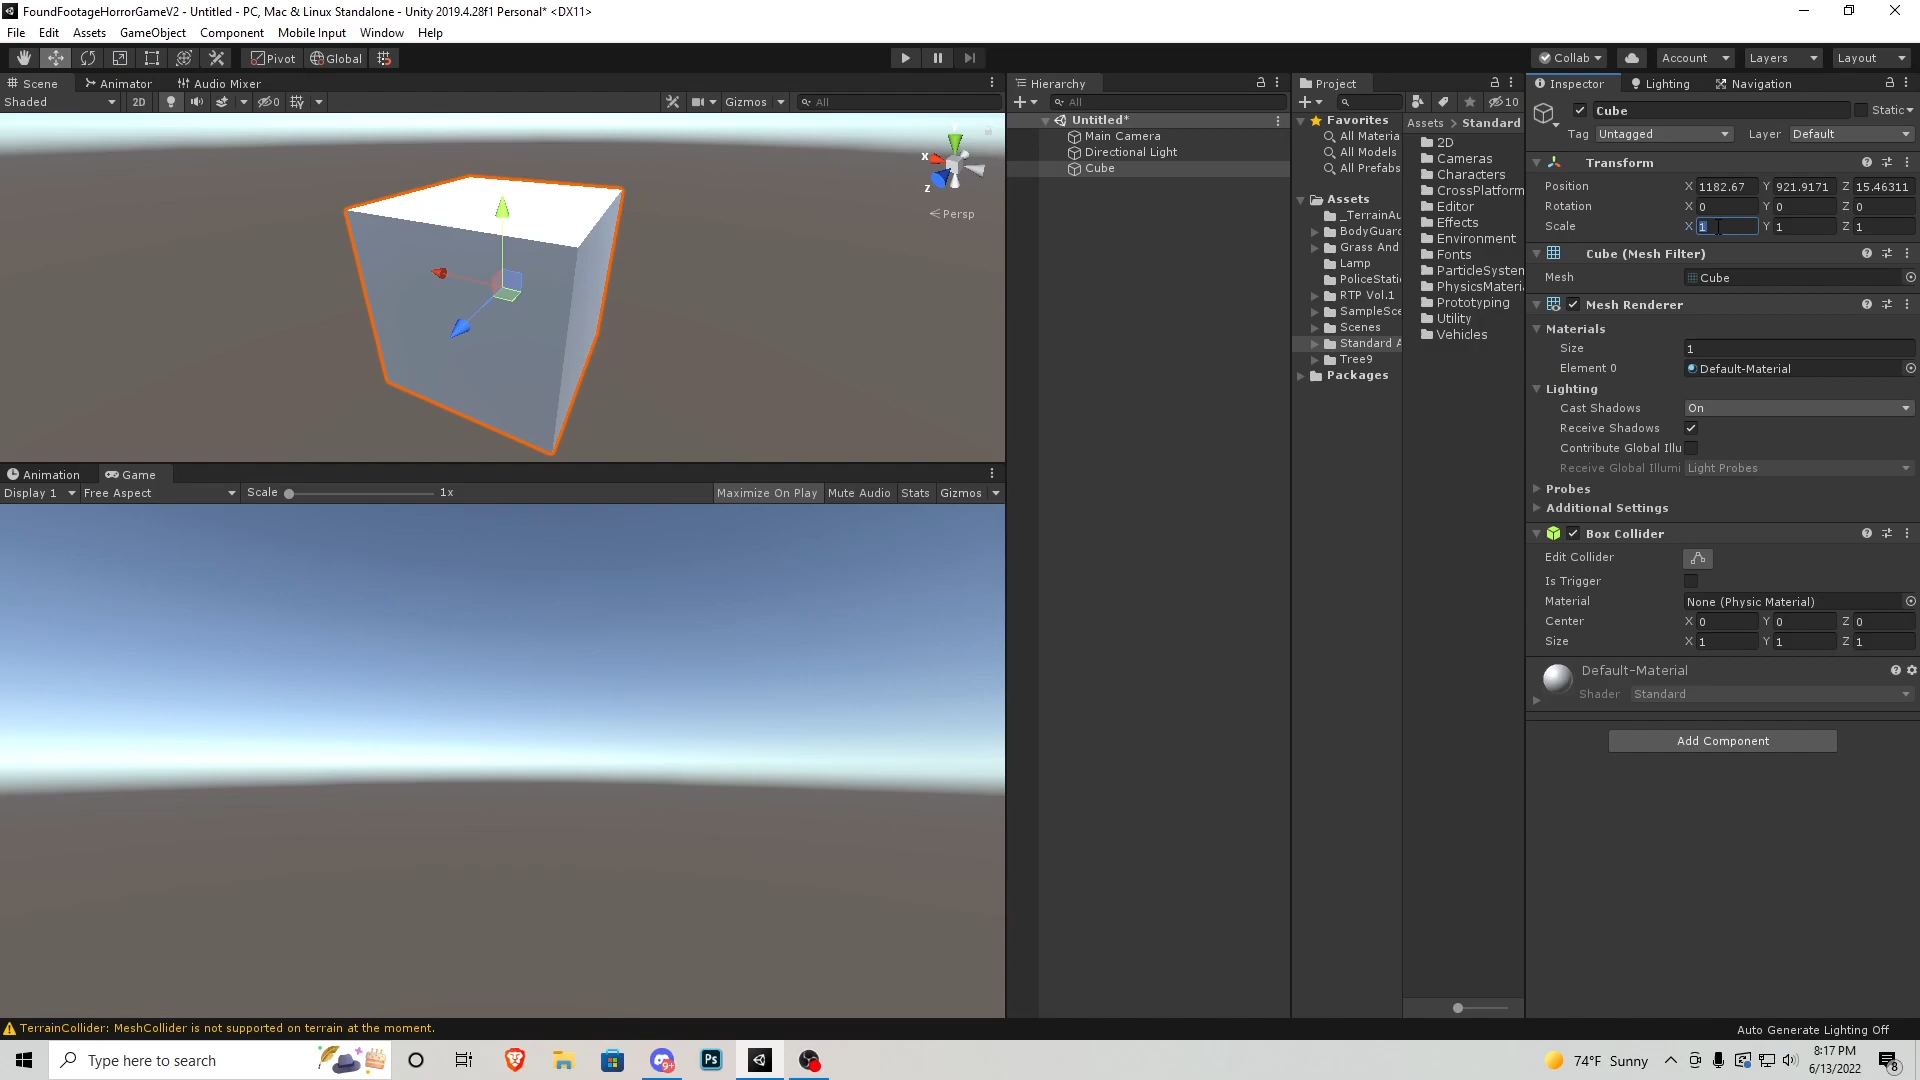 FoundFootageHorrorGameV2 - Untitled - PC, Mac & Linux Standalone - Unity 2019.4.28f1 Personal* <DX11>
File Edit Assets GameObject Component Mobile Input Window Help
Pivot Global Collab Account Layers Layout
Scene Animator Audio Mixer
Shaded 2D 0 Gizmos All
x z
Persp
Animation Game
Display 1 Free Aspect Scale 1x Maximize On Play Mute Audio Stats Gizmos
Hierarchy
All
Untitled*
Main Camera
Directional Light
Cube
Project
10
Favorites
All Materia
All Models
All Prefabs
Assets
_TerrainAu
BodyGuard
Grass And
Lamp
PoliceStati
RTP Vol.1
SampleSce
Scenes
Standard A
Tree9
Packages
Assets > Standard
2D
Cameras
Characters
CrossPlatform
Editor
Effects
Environment
Fonts
ParticleSystem
PhysicsMateria
Prototyping
Utility
Vehicles
Inspector Lighting Navigation
Cube Static
Tag Untagged Layer Default
Transform
Position X 1182.67 Y 921.9171 Z 15.46311
Rotation X 0 Y 0 Z 0
Scale X 1 Y 1 Z 1
Cube (Mesh Filter)
Mesh Cube
Mesh Renderer
Materials
Size 1
Element 0 Default-Material
Lighting
Cast Shadows On
Receive Shadows
Contribute Global Illu
Receive Global Illumi Light Probes
Probes
Additional Settings
Box Collider
Edit Collider
Is Trigger
Material None (Physic Material)
Center X 0 Y 0 Z 0
Size X 1 Y 1 Z 1
Default-Material
Shader Standard
Add Component
TerrainCollider: MeshCollider is not supported on terrain at the moment.
Auto Generate Lighting Off
Type here to search
9+
Ps
74°F Sunny
8:17 PM
6/13/2022
8